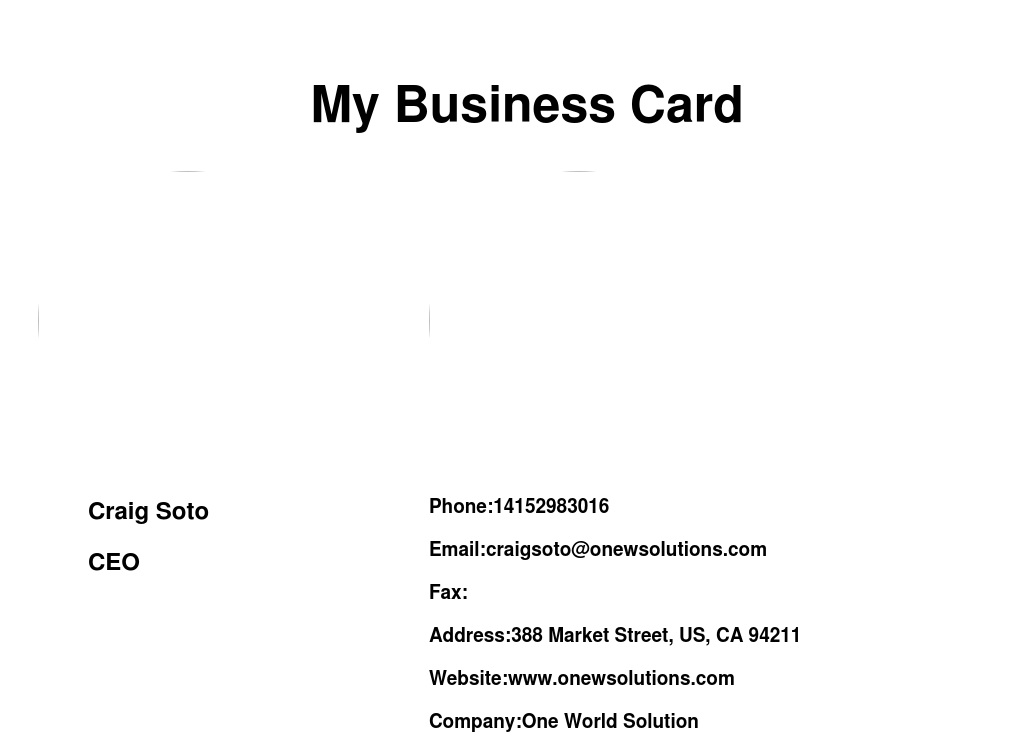 My Business Card
Craig Soto
CEO
Phone:14152983016
Email:craigsoto@onewsolutions.com
Fax:
Address:388 Market Street, US, CA 94211
Website:www.onewsolutions.com
Company:One World Solution